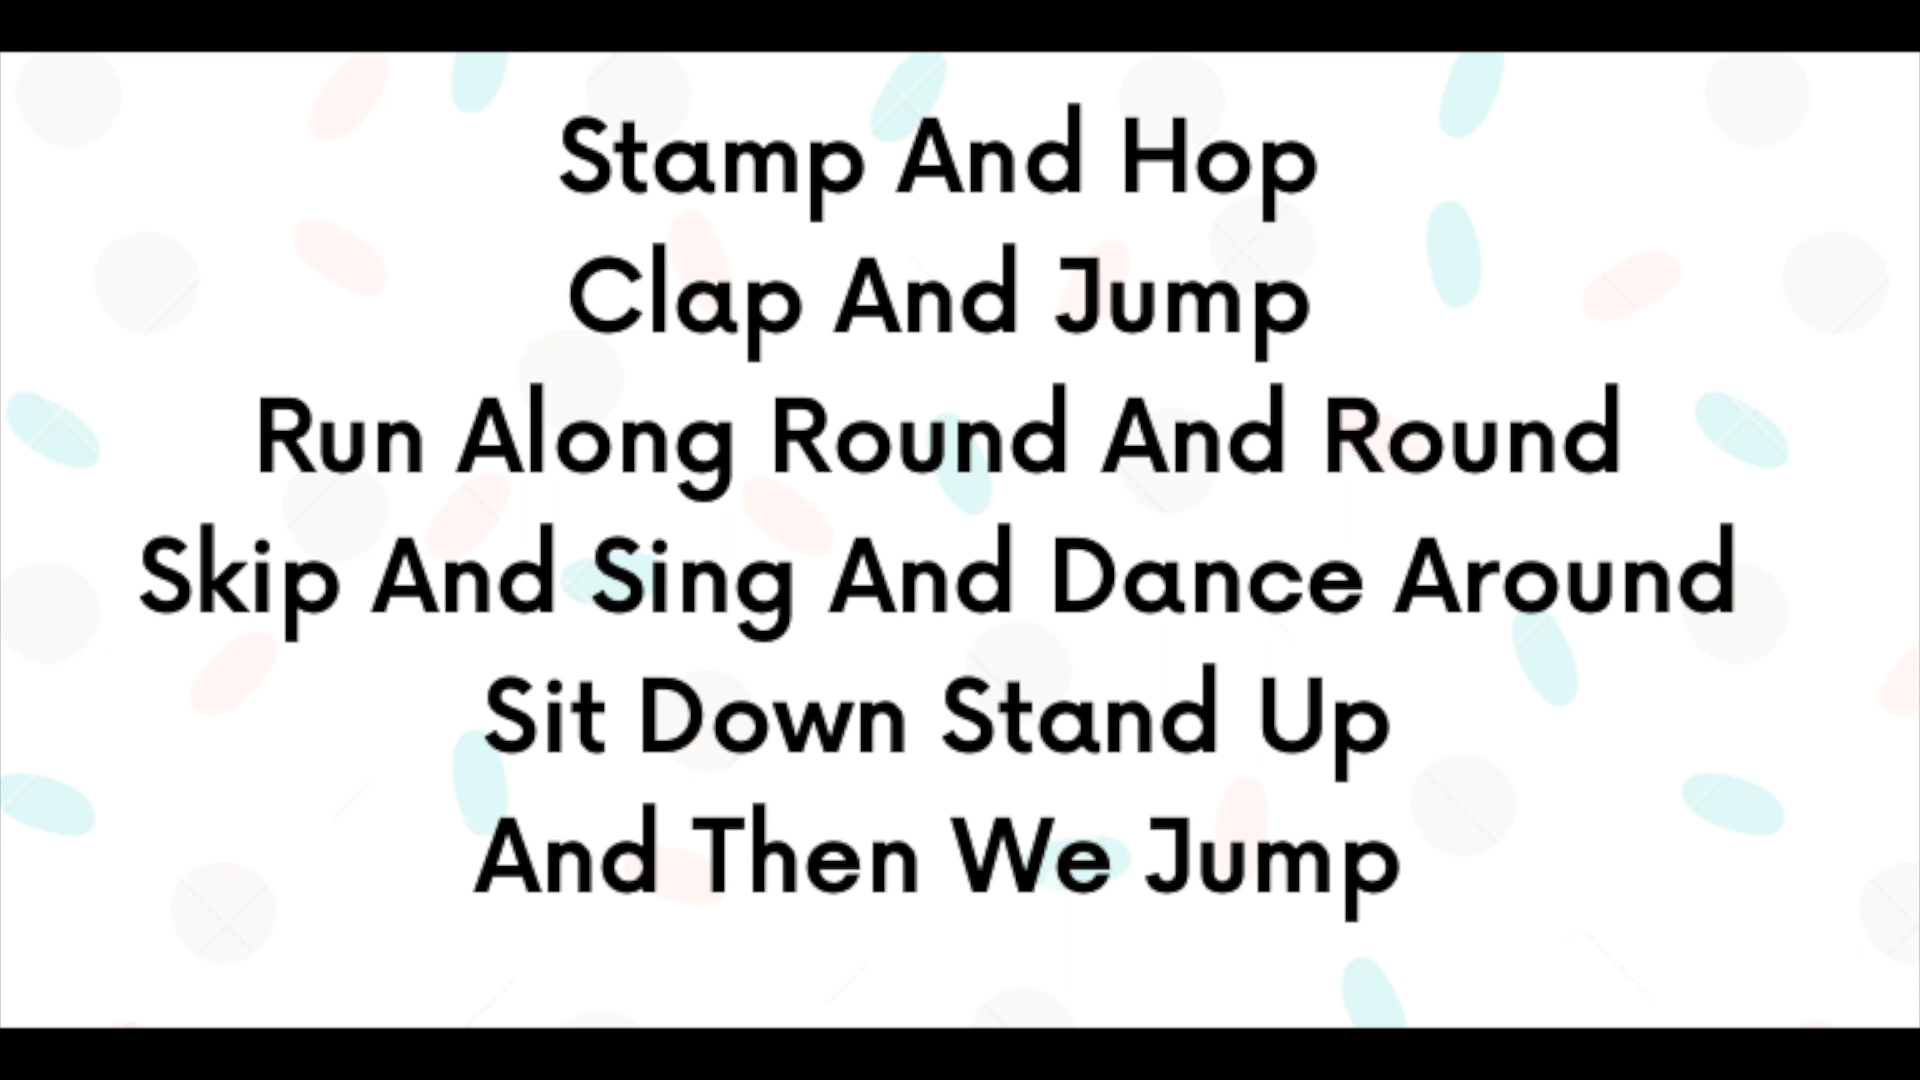 Stamp And Hop
Clap And Jump
Run Along Round And Round
Skip And Sing And Dance Around
Sit Down Stand Up
And Then We Jump